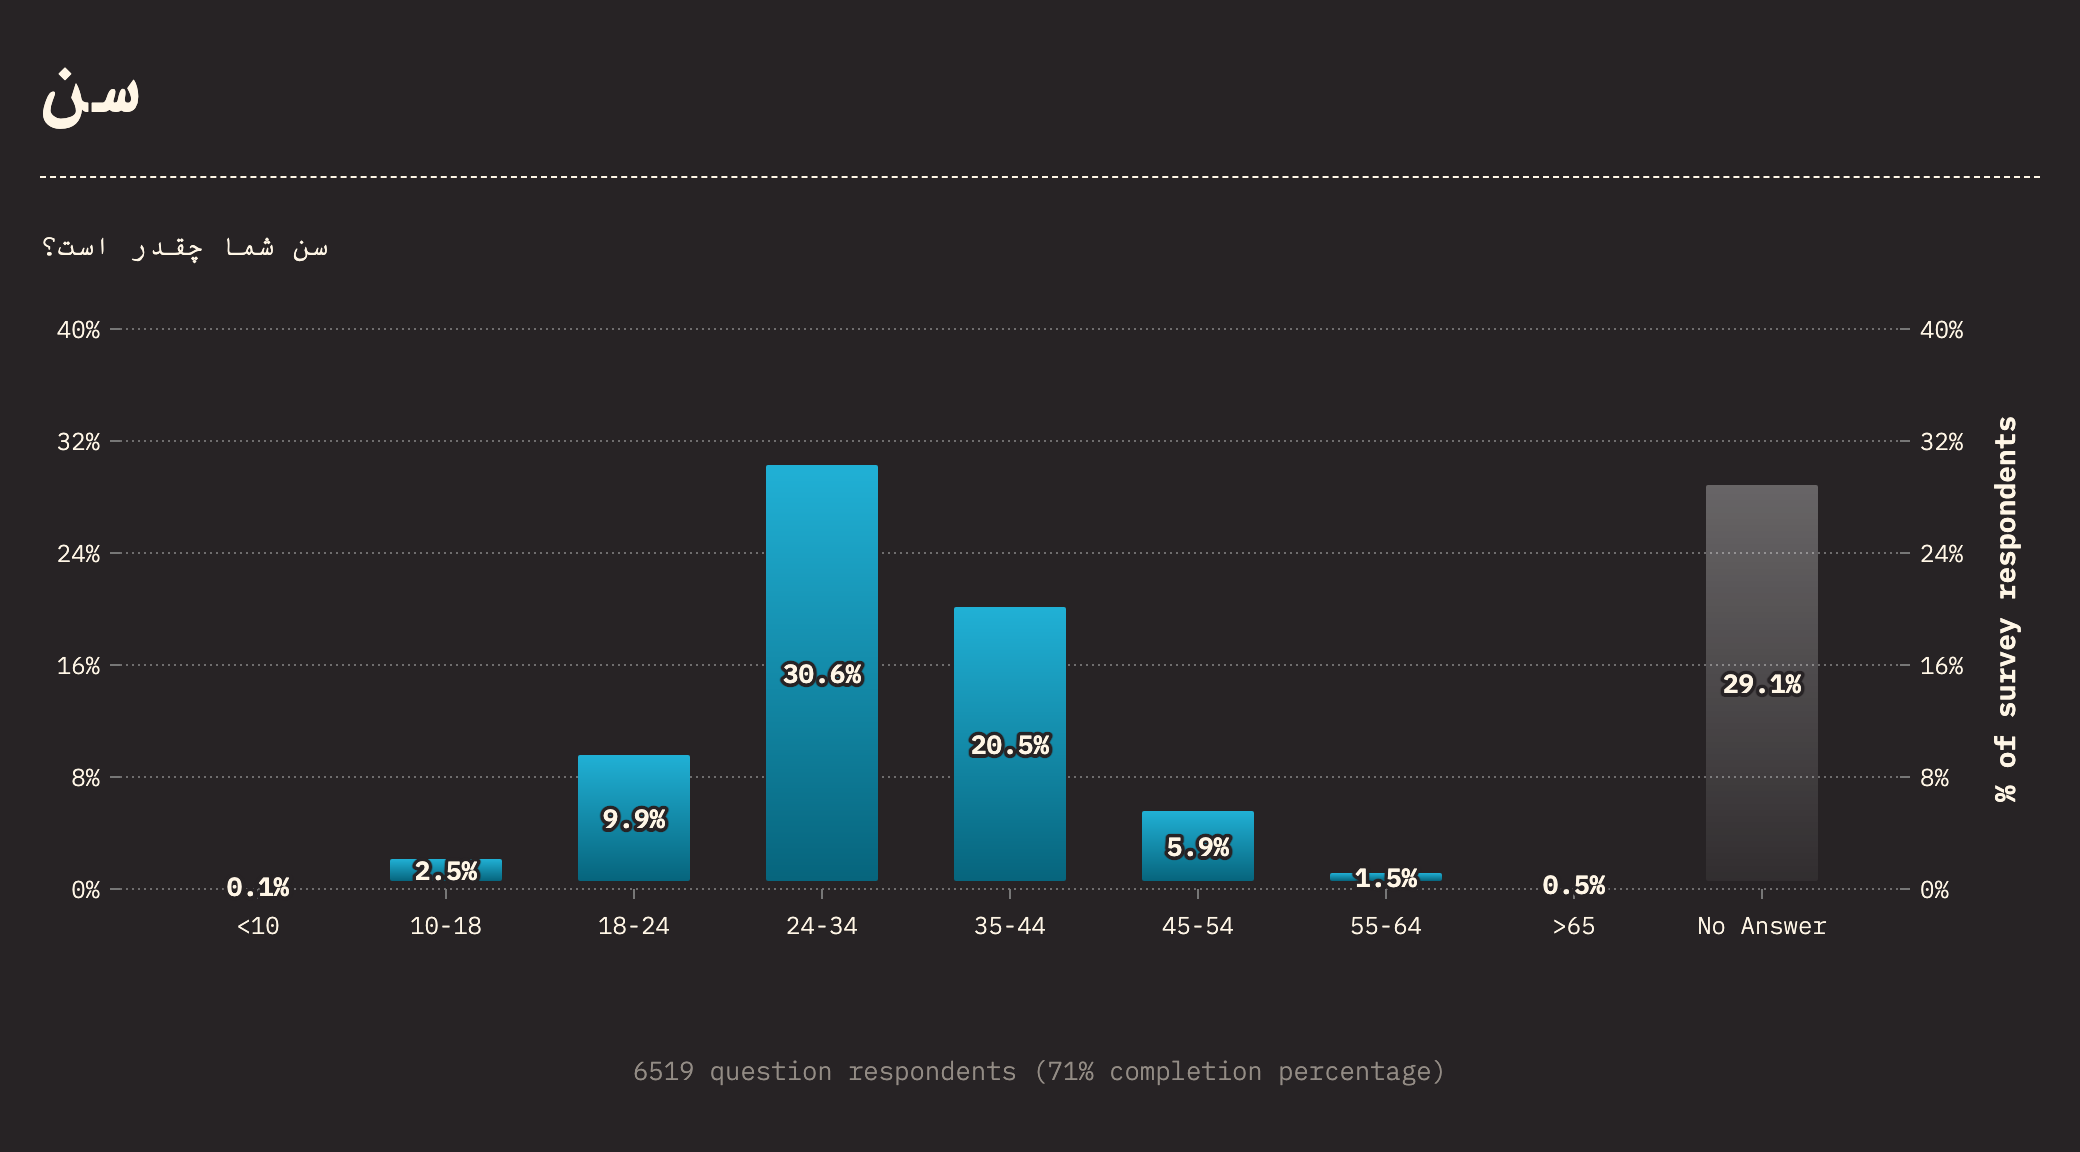 سن
سن شما چقدر است؟
40% 40%
32% 32%
24% 24%
16% 16%
8% 8%
0% 0%
0.1% 2.5% 9.9% 30.6% 20.5% 5.9% 1.5% 0.5% 29.1%
<10 10-18 18-24 24-34 35-44 45-54 55-64 >65 No Answer
% of survey respoupeuts
6519 question respondents (71% completion percentage)